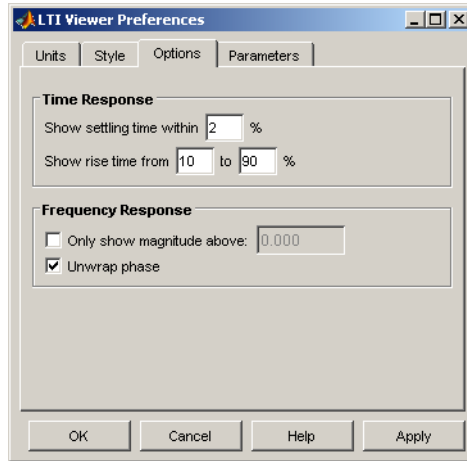 LTI Viewer Preferences
Units Style Options Parameters
Time Response
Show settling time within 2 %
Show rise time from 10 to 90 %
Frequency Response
Only show magnitude above: 0.000
Unwrap phase
OK Cancel Help Apply